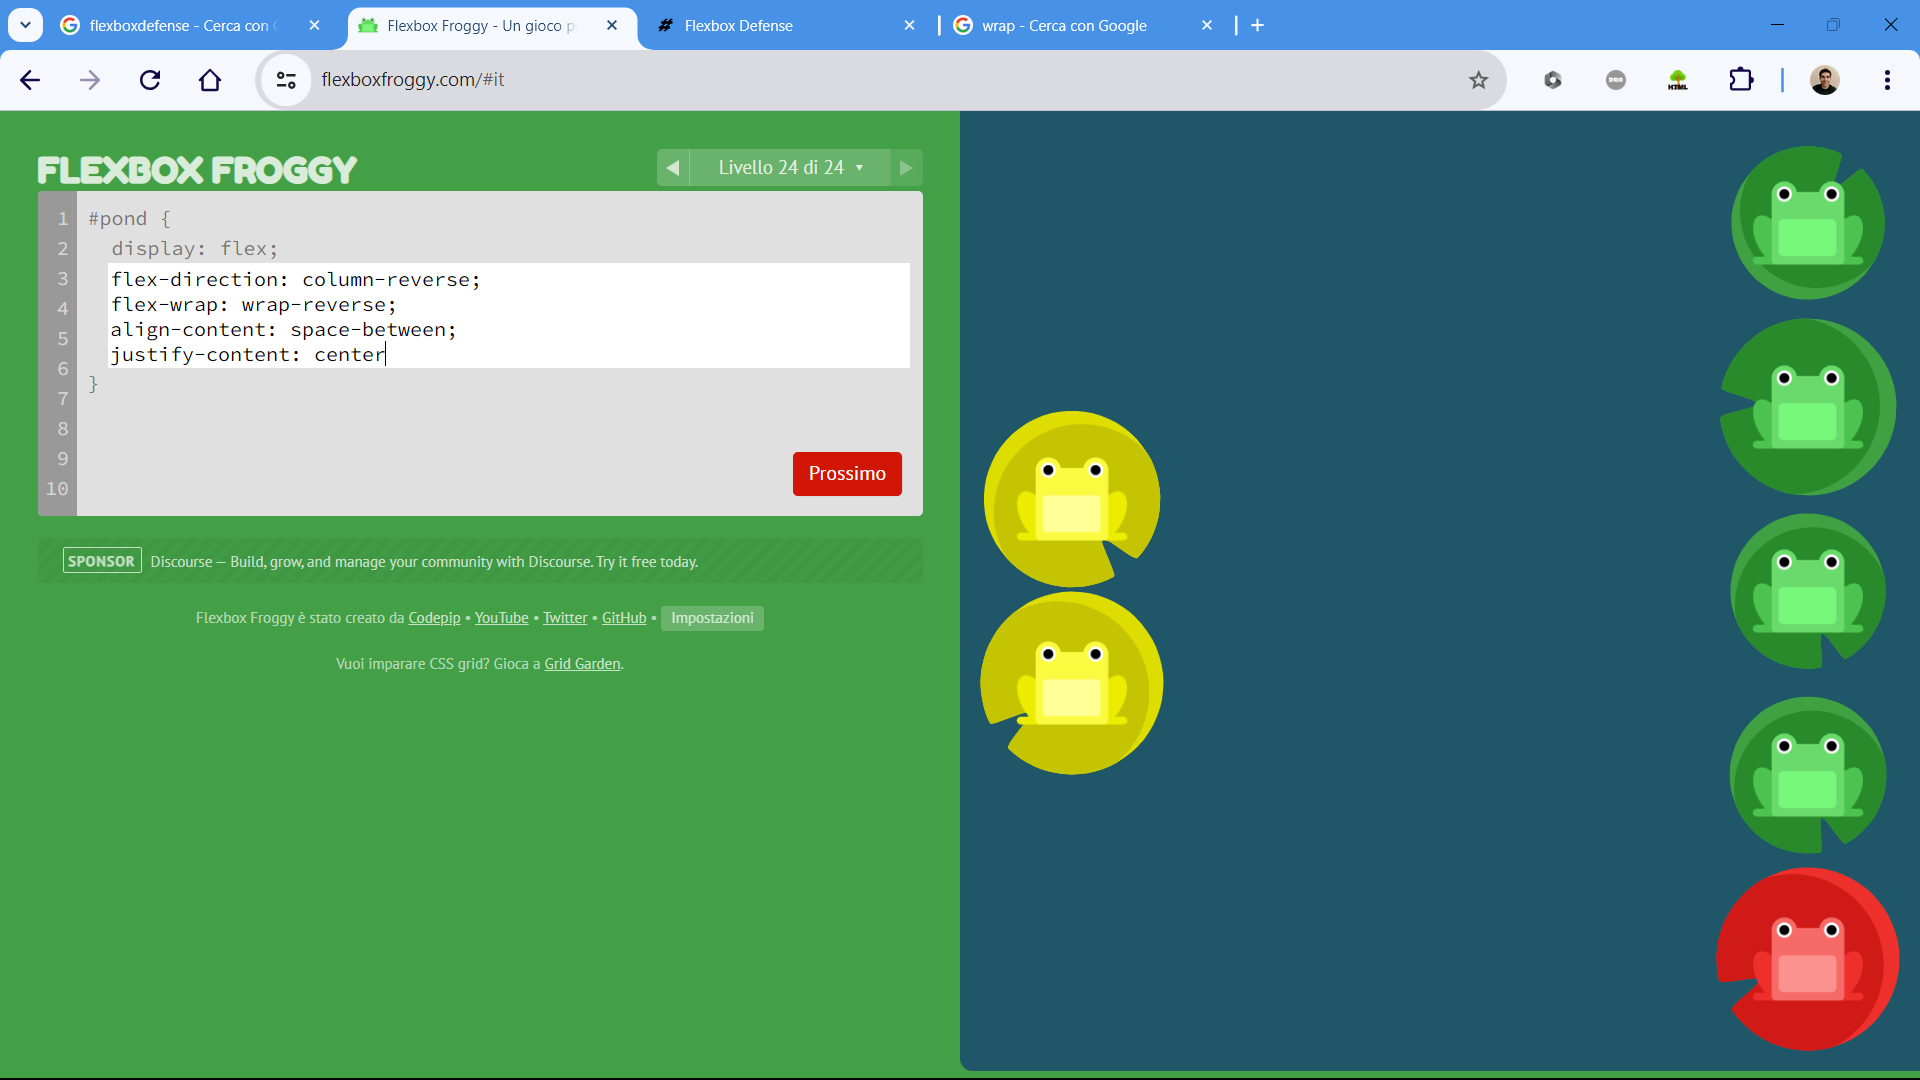 flexboxdefense - Cerca con G
Flexbox Froggy - Un gioco p
Flexbox Defense
wrap - Cerca con Google
flexboxfroggy.com/#it
HTML
FLEXBOX FROGGY
Livello 24 di 24
1 #pond {
2 display: flex;
3 flex-direction: column-reverse;
4 flex-wrap: wrap-reverse;
5 align-content: space-between;
6 justify-content: center
7 }
8
9
10
Prossimo
SPONSOR Discourse — Build, grow, and manage your community with Discourse. Try it free today.
Flexbox Froggy è stato creato da Codepip • YouTube • Twitter • GitHub • Impostazioni
Vuoi imparare CSS grid? Gioca a Grid Garden.